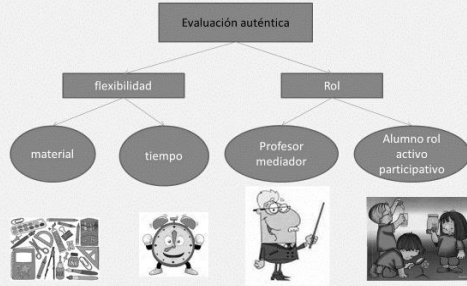 Evaluación auténtica
flexibilidad
Rol
material
tiempo
Profesor
mediador
Alumno rol
activo
participativo